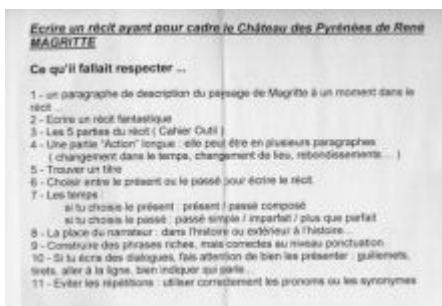 Ecrire un récit ayant pour cadre le Château des Pyrénées de René
MAGRITTE
Ce qu'il fallait respecter ...
1 - un paragraphe de description du paysage de Magritte à un moment dans le
récit ...
2 - Ecrire un récit fantastique
3 - Les 5 parties du récit ( Cahier Outil )
4 - Une partie "Action" longue : elle peut être en plusieurs paragraphes
( changement dans le temps, changement de lieu, rebondissements... )
5 - Trouver un titre
6 - Choisir entre le présent ou le passé pour écrire le récit.
7 - Les temps :
si tu choisis le présent : présent / passé composé
si tu choisis le passé : passé simple / imparfait / plus que parfait
8 - La place du narrateur : dans l'histoire ou extérieur à l'histoire...
9 - Construire des phrases riches, mais correctes au niveau ponctuation
10 - Si tu écris des dialogues, fais attention de bien les présenter : guillemets,
tirets, aller à la ligne, bien indiquer qui parle...
11 - Eviter les répétitions : utiliser correctement les pronoms ou les synonymes